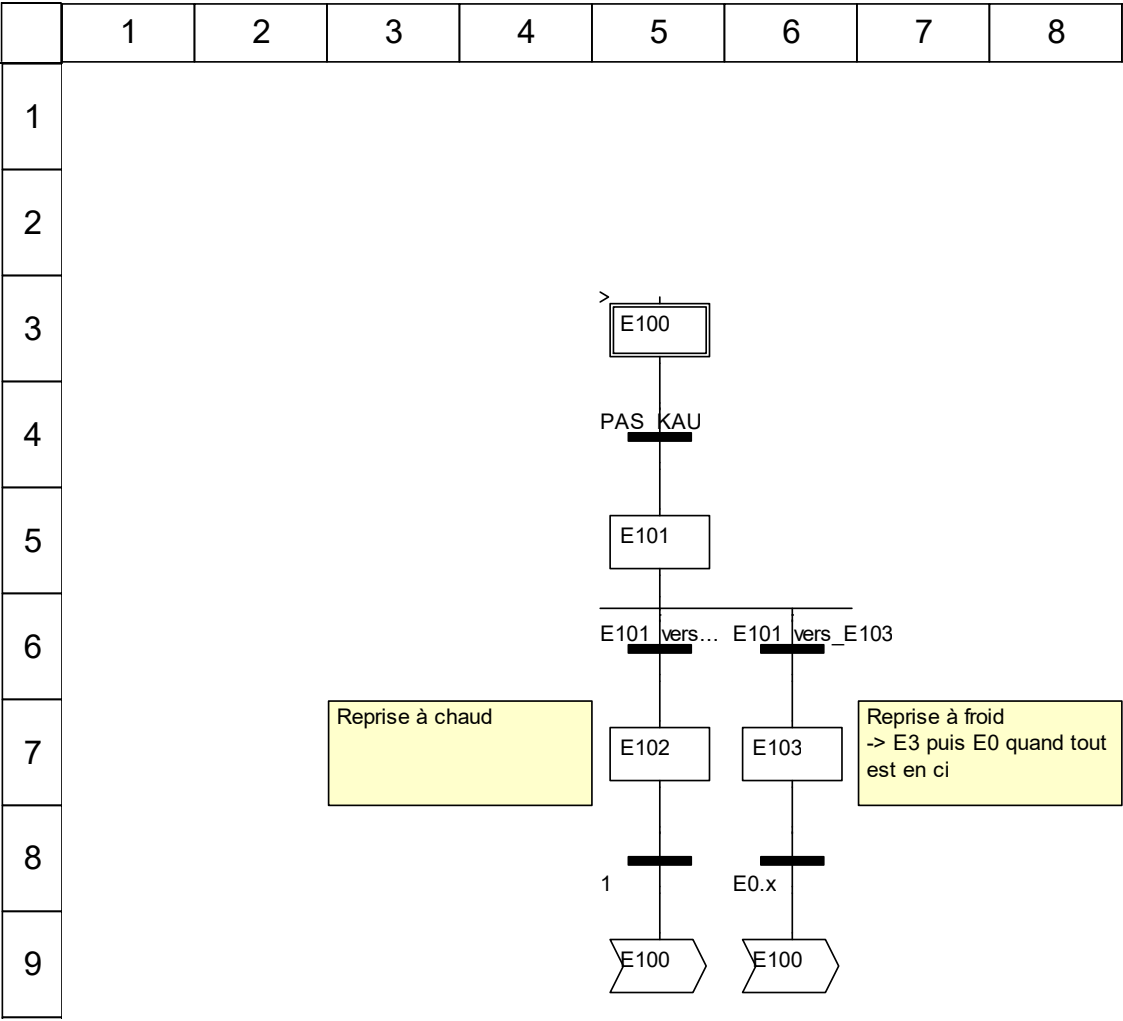 1 2 3 4 5 6 7 8
1
2
>
3
E100
PAS_KAU
4
5
E101
6
E101_vers... E101_vers_E103
Reprise à chaud
Reprise à froid
-> E3 puis E0 quand tout
est en ci
7
E102 E103
8
1 E0.x
9
E100 E100